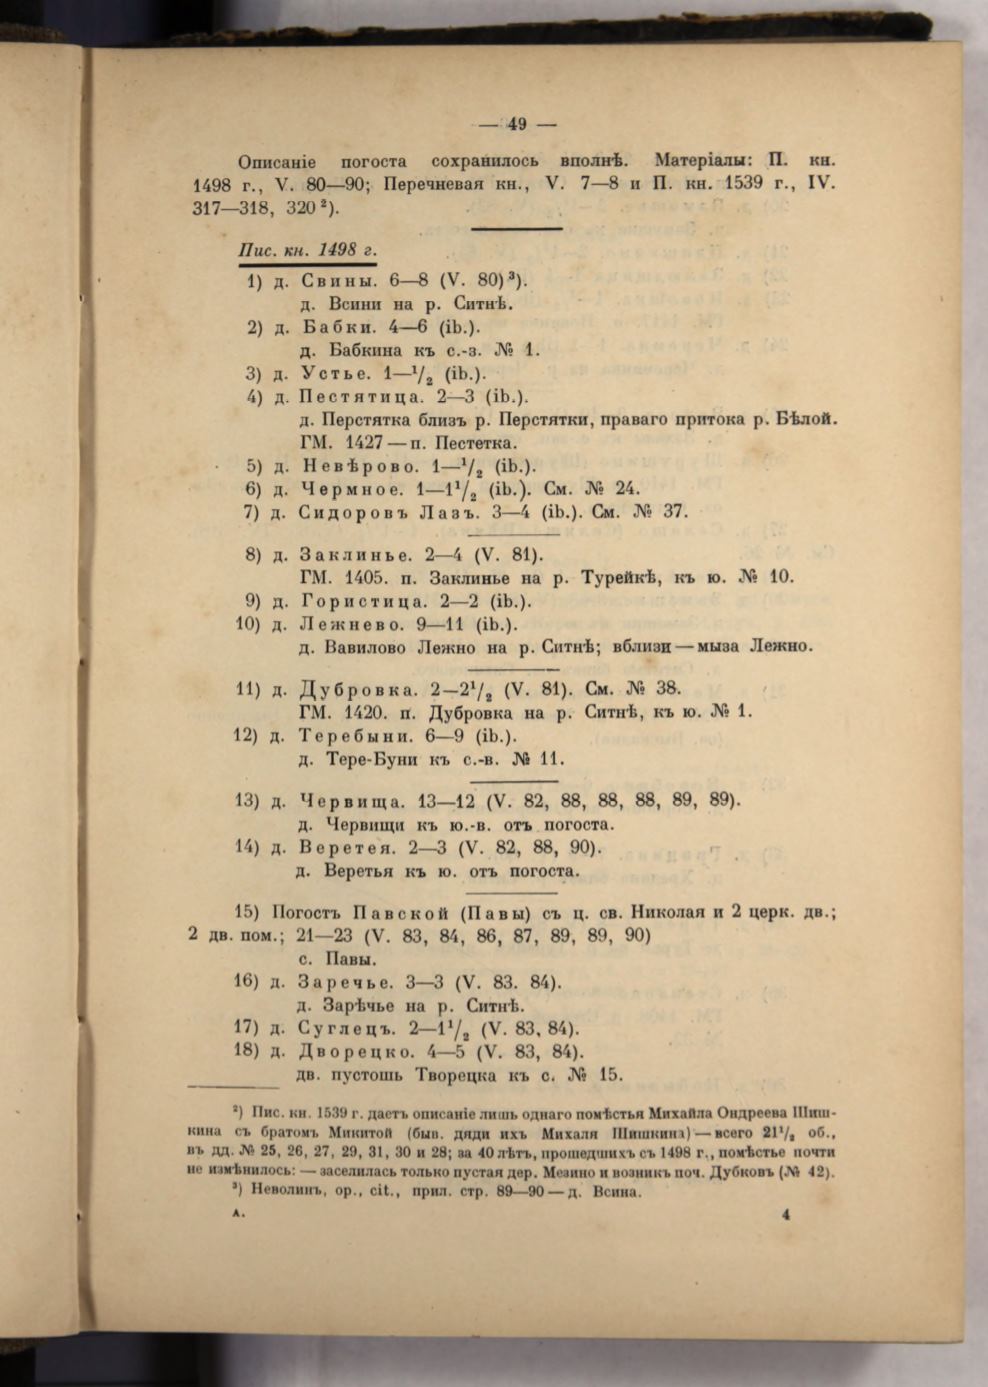 — 49 —
Описаніе погоста сохранилось вполнѣ. Матеріалы: П. кн.
1498 г., V. 80—90; Перечневая кн., V. 7—8 и П. кн. 1539 г., IV.
317—318, 320 ²).
Пис. кн. 1498 г.
1) д. Свины. 6—8 (V. 80) ³).
д. Всини на р. Ситнѣ.
2) д. Бабки. 4—6 (ib.).
д. Бабкина къ с.-з. № 1.
3) д. Устье. 1—¹/₂ (ib.).
4) д. Пестятица. 2—3 (ib.).
д. Перстятка близъ р. Перстятки, праваго притока р. Бѣлой.
ГМ. 1427 — п. Пестетка.
5) д. Невѣрово. 1—¹/₂ (ib.).
6) д. Чермное. 1—1¹/₂ (ib.). См. № 24.
7) д. Сидоровъ Лазъ. 3—4 (ib.). См. № 37.
8) д. Заклинье. 2—4 (V. 81).
ГМ. 1405. п. Заклинье на р. Турейкѣ, къ ю. № 10.
9) д. Гористица. 2—2 (ib.).
10) д. Лежнево. 9—11 (ib.).
д. Вавилово Лежно на р. Ситнѣ; вблизи — мыза Лежно.
11) д. Дубровка. 2—2¹/₂ (V. 81). См. № 38.
ГМ. 1420. п. Дубровка на р. Ситнѣ, къ ю. № 1.
12) д. Теребыни. 6—9 (ib.).
д. Тере-Буни къ с.-в. № 11.
13) д. Червища. 13—12 (V. 82, 88, 88, 88, 89, 89).
д. Червищи къ ю.-в. отъ погоста.
14) д. Веретея. 2—3 (V. 82, 88, 90).
д. Веретья къ ю. отъ погоста.
15) Погостъ Павской (Павы) съ ц. св. Николая и 2 церк. дв.;
2 дв. пом.; 21—23 (V. 83, 84, 86, 87, 89, 89, 90)
с. Павы.
16) д. Заречье. 3—3 (V. 83. 84).
д. Зарѣчье на р. Ситнѣ.
17) д. Суглецъ. 2—1¹/₂ (V. 83, 84).
18) д. Дворецко. 4—5 (V. 83, 84).
дв. пустошь Творецка къ с. № 15.
²) Пис. кн. 1539 г. даетъ описаніе лишь однаго помѣстья Михайла Ондреева Шиш-
кина съ братомъ Микитой (быв. дяди ихъ Михаля Шишкина) — всего 21¹/₂ об.,
въ дд. № 25, 26, 27, 29, 31, 30 и 28; за 40 лѣтъ, прошедшихъ съ 1498 г., помѣстье почти
не измѣнилось: — заселилась только пустая дер. Мезино и возникъ поч. Дубковъ (№ 42).
³) Неволинъ, op., cit., прил. стр. 89—90 — д. Всина.
А. 4